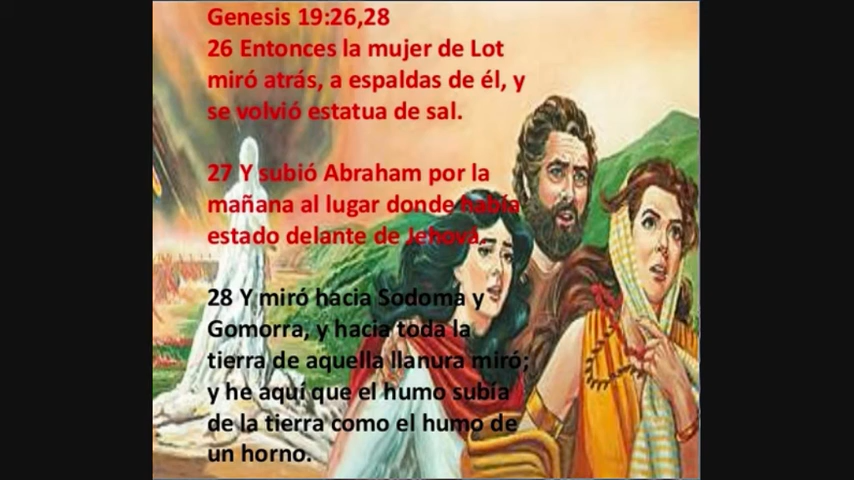 Genesis 19:26,28
26 Entonces la mujer de Lot
miró atrás, a espaldas de él, y
se volvió estatua de sal.
27 Y subió Abraham por la
mañana al lugar donde había
estado delante de Jehová.
28 Y miró hacia Sodoma y
Gomorra, y hacia toda la
tierra de aquella llanura miró;
y he aquí que el humo subía
de la tierra como el humo de
un horno.